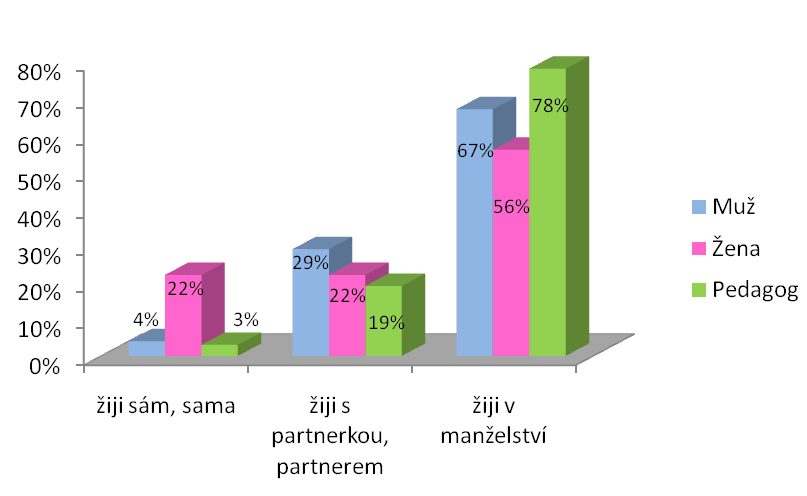 80%
70%
60%
50%
40%
30%
20%
10%
0%
4%
22%
3%
29%
22%
19%
67%
56%
78%
žiji sám, sama
žiji s
partnerkou,
partnerem
žiji v
manželství
Muž
Žena
Pedagog